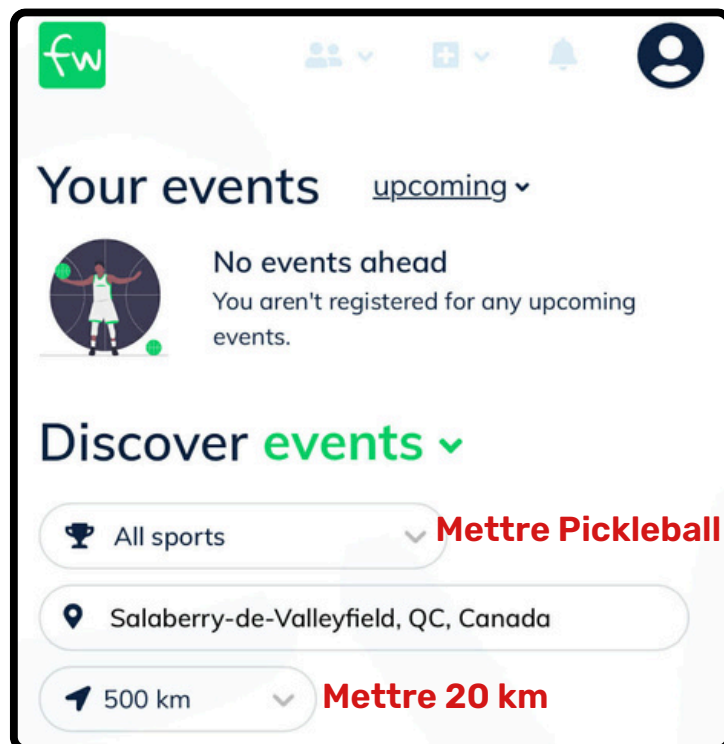 fw
Your events upcoming
No events ahead
You aren't registered for any upcoming
events.
Discover events
All sports Mettre Pickleball
Salaberry-de-Valleyfield, QC, Canada
500 km Mettre 20 km